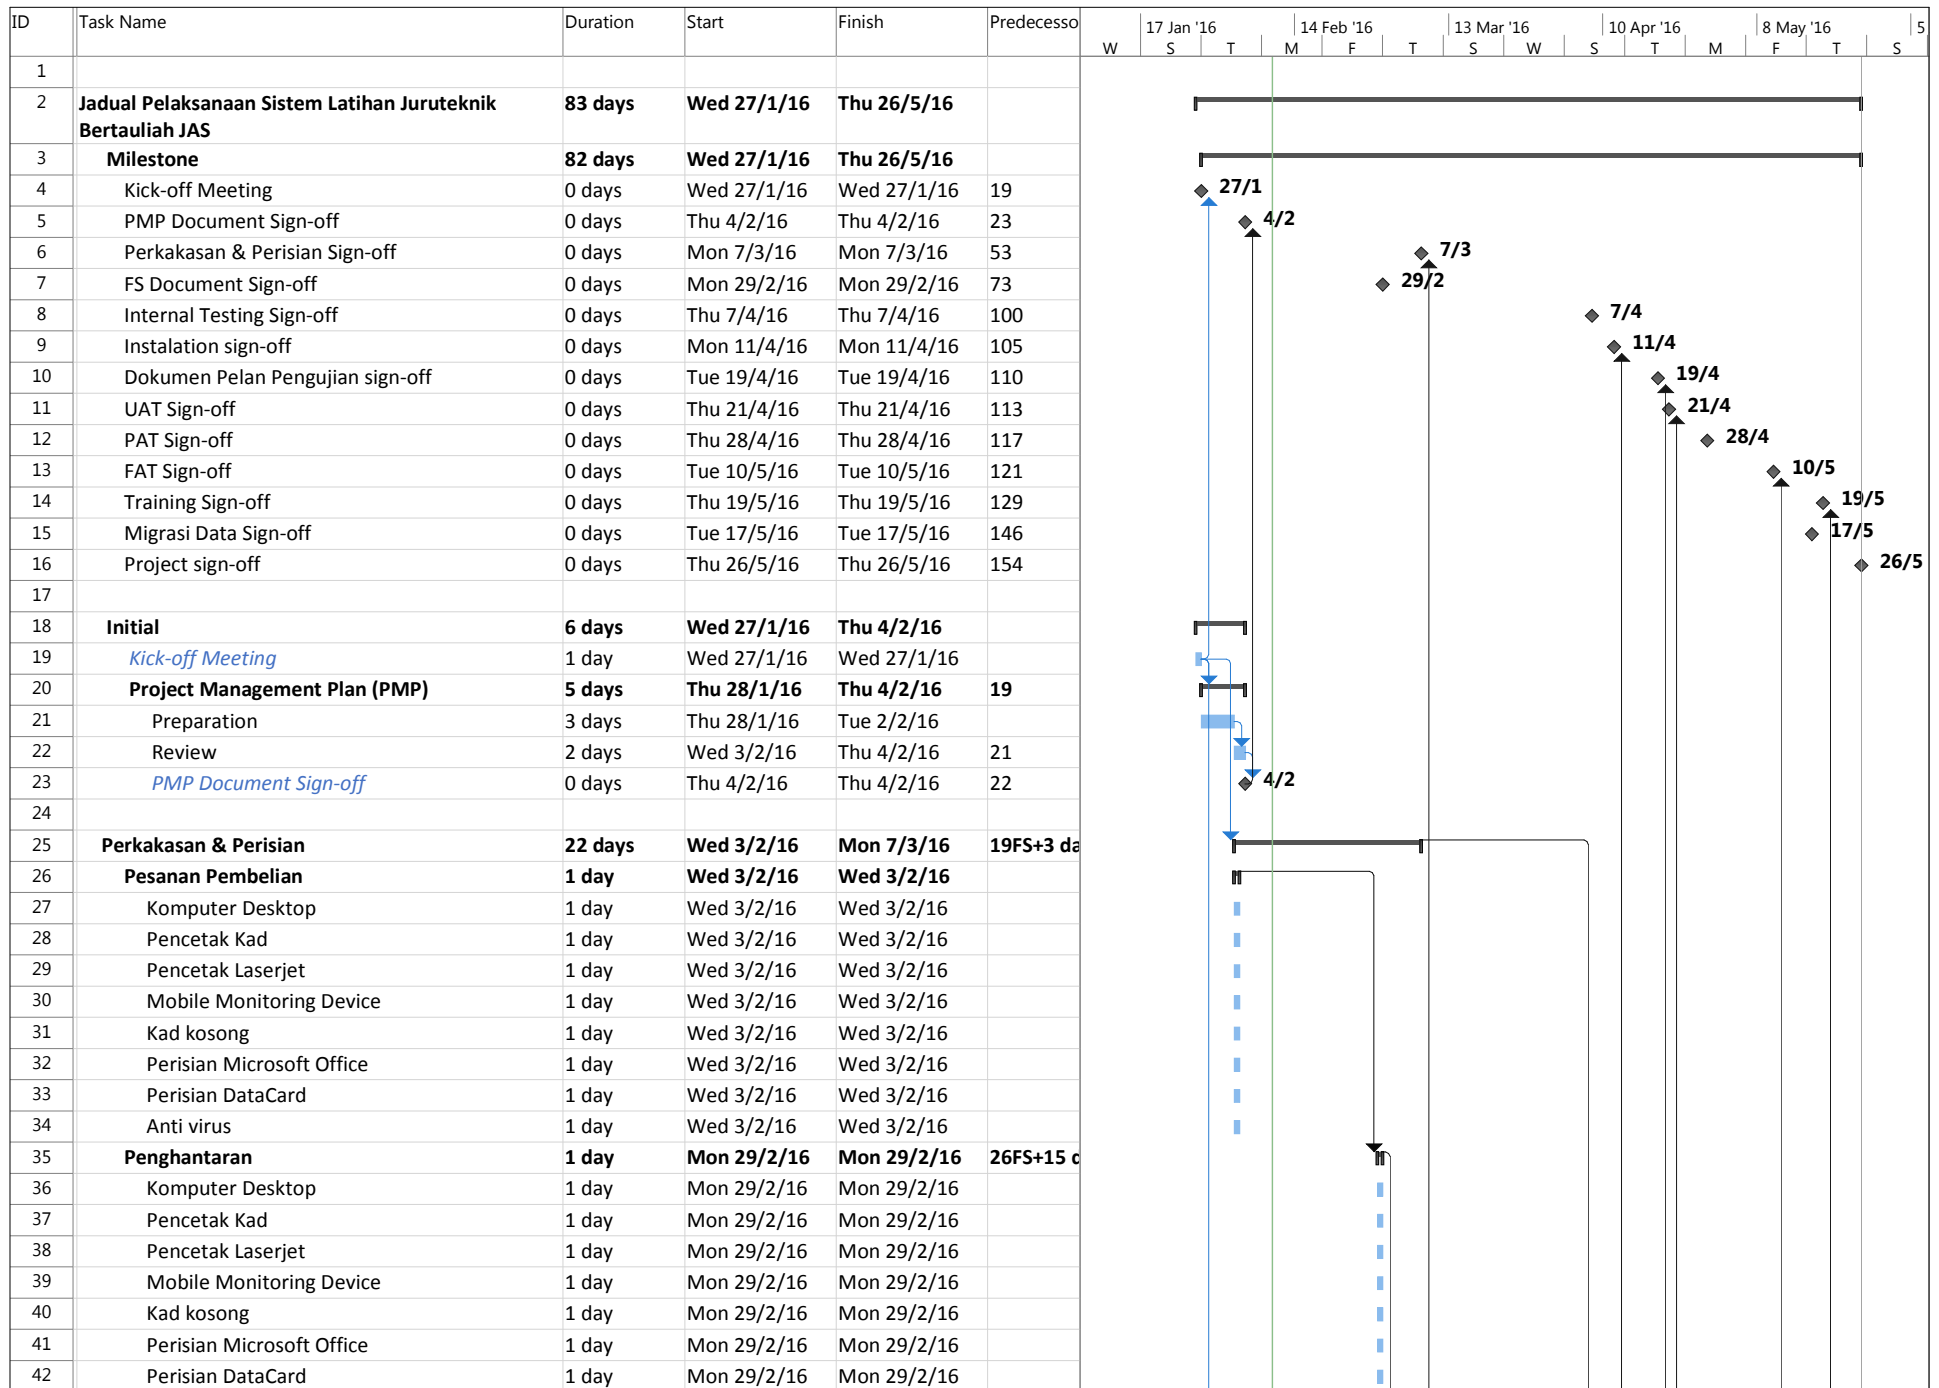 ID Task Name Duration Start Finish Predecesso
17 Jan '16 14 Feb '16 13 Mar '16 10 Apr '16 8 May '16 5
W S T M F T S W S T M F T S
1
2 Jadual Pelaksanaan Sistem Latihan Juruteknik 83 days Wed 27/1/16 Thu 26/5/16
Bertauliah JAS
3 Milestone 82 days Wed 27/1/16 Thu 26/5/16
4 Kick-off Meeting 0 days Wed 27/1/16 Wed 27/1/16 19 27/1
5 PMP Document Sign-off 0 days Thu 4/2/16 Thu 4/2/16 23 4/2
6 Perkakasan & Perisian Sign-off 0 days Mon 7/3/16 Mon 7/3/16 53 7/3
7 FS Document Sign-off 0 days Mon 29/2/16 Mon 29/2/16 73 29/2
8 Internal Testing Sign-off 0 days Thu 7/4/16 Thu 7/4/16 100 7/4
9 Instalation sign-off 0 days Mon 11/4/16 Mon 11/4/16 105 11/4
10 Dokumen Pelan Pengujian sign-off 0 days Tue 19/4/16 Tue 19/4/16 110 19/4
11 UAT Sign-off 0 days Thu 21/4/16 Thu 21/4/16 113 21/4
12 PAT Sign-off 0 days Thu 28/4/16 Thu 28/4/16 117 28/4
13 FAT Sign-off 0 days Tue 10/5/16 Tue 10/5/16 121 10/5
14 Training Sign-off 0 days Thu 19/5/16 Thu 19/5/16 129 19/5
15 Migrasi Data Sign-off 0 days Tue 17/5/16 Tue 17/5/16 146 17/5
16 Project sign-off 0 days Thu 26/5/16 Thu 26/5/16 154 26/5
17
18 Initial 6 days Wed 27/1/16 Thu 4/2/16
19 Kick-off Meeting 1 day Wed 27/1/16 Wed 27/1/16
20 Project Management Plan (PMP) 5 days Thu 28/1/16 Thu 4/2/16 19
21 Preparation 3 days Thu 28/1/16 Tue 2/2/16
22 Review 2 days Wed 3/2/16 Thu 4/2/16 21
23 PMP Document Sign-off 0 days Thu 4/2/16 Thu 4/2/16 22 4/2
24
25 Perkakasan & Perisian 22 days Wed 3/2/16 Mon 7/3/16 19FS+3 da
26 Pesanan Pembelian 1 day Wed 3/2/16 Wed 3/2/16
27 Komputer Desktop 1 day Wed 3/2/16 Wed 3/2/16
28 Pencetak Kad 1 day Wed 3/2/16 Wed 3/2/16
29 Pencetak Laserjet 1 day Wed 3/2/16 Wed 3/2/16
30 Mobile Monitoring Device 1 day Wed 3/2/16 Wed 3/2/16
31 Kad kosong 1 day Wed 3/2/16 Wed 3/2/16
32 Perisian Microsoft Office 1 day Wed 3/2/16 Wed 3/2/16
33 Perisian DataCard 1 day Wed 3/2/16 Wed 3/2/16
34 Anti virus 1 day Wed 3/2/16 Wed 3/2/16
35 Penghantaran 1 day Mon 29/2/16 Mon 29/2/16 26FS+15 d
36 Komputer Desktop 1 day Mon 29/2/16 Mon 29/2/16
37 Pencetak Kad 1 day Mon 29/2/16 Mon 29/2/16
38 Pencetak Laserjet 1 day Mon 29/2/16 Mon 29/2/16
39 Mobile Monitoring Device 1 day Mon 29/2/16 Mon 29/2/16
40 Kad kosong 1 day Mon 29/2/16 Mon 29/2/16
41 Perisian Microsoft Office 1 day Mon 29/2/16 Mon 29/2/16
42 Perisian DataCard 1 day Mon 29/2/16 Mon 29/2/16